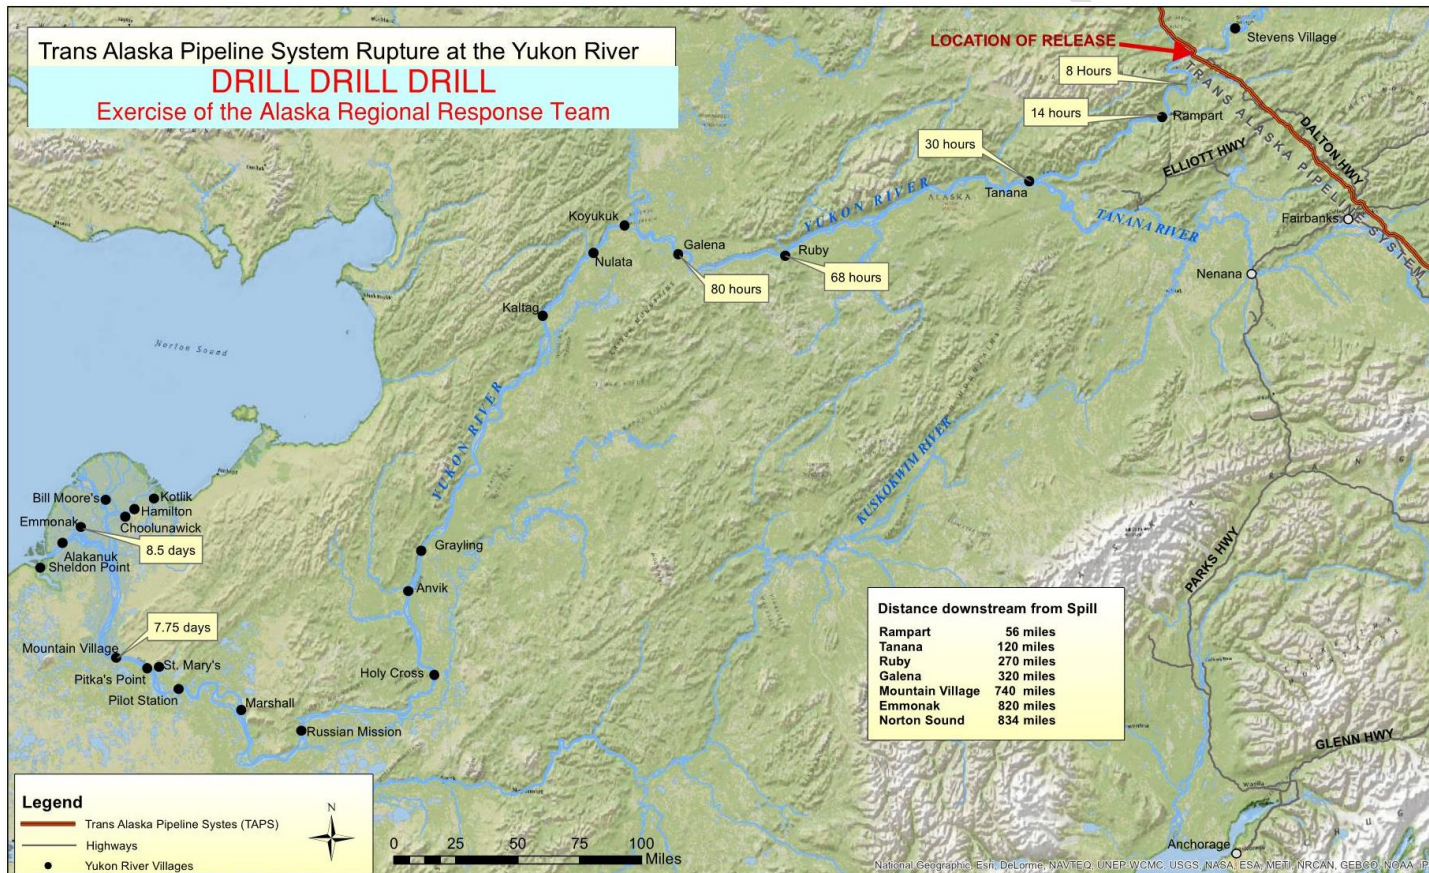 Trans Alaska Pipeline System Rupture at the Yukon River
DRILL DRILL DRILL
Exercise of the Alaska Regional Response Team
LOCATION OF RELEASE
Stevens Village
8 Hours
14 hours
Rampart
30 hours
TRANS ALASKA PIPELINE SYSTEM
DALTON HWY
ELLIOTT HWY
Tanana
ALASKA
YUKON RIVER
TANANA RIVER
Fairbanks
Nenana
Koyukuk
Galena
Ruby
Nulata
68 hours
80 hours
Kaltag
Norton Sound
YUKON RIVER
KUSKOKWIM RIVER
Bill Moore's
Kotlik
Hamilton
Choolunawick
Emmonak
8.5 days
Alakanuk
Sheldon Point
Grayling
Anvik
PARKS HWY
7.75 days
Mountain Village
St. Mary's
Pitka's Point
Pilot Station
Holy Cross
Marshall
Russian Mission
Distance downstream from Spill
Rampart 56 miles
Tanana 120 miles
Ruby 270 miles
Galena 320 miles
Mountain Village 740 miles
Emmonak 820 miles
Norton Sound 834 miles
GLENN HWY
Wasilla
Anchorage
Legend
Trans Alaska Pipeline Systes (TAPS)
Highways
Yukon River Villages
N
0 25 50 75 100
Miles
National Geographic, Esri, DeLorme, NAVTEQ, UNEP-WCMC, USGS, NASA, ESA, METI, NRCAN, GEBCO, NOAA, iP